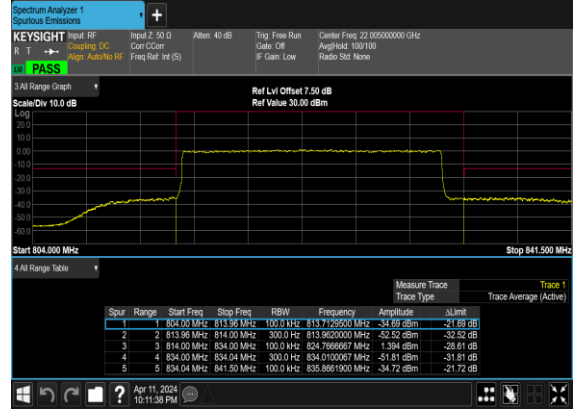 Spectrum Analyzer 1
Spurious Emissions
+
KEYSIGHT Input: RF Input Z: 50 Ω Atten: 40 dB Trig: Free Run Center Freq: 22.005000000 GHz
R T Coupling: DC Corr CCorr Gate: Off Avg|Hold: 100/100
Align: Auto/No RF Freq Ref: Int (S) IF Gain: Low Radio Std: None
PASS
3 All Range Graph
Ref Lvl Offset 7.50 dB
Scale/Div 10.0 dB Ref Value 30.00 dBm
Log
20.0
10.0
0.00
-10.0
-20.0
-30.0
-40.0
-50.0
-60.0
Start 804.000 MHz Stop 841.500 MHz
4 All Range Table
Measure Trace Trace 1
Trace Type Trace Average (Active)
Spur Range Start Freq Stop Freq RBW Frequency Amplitude ΔLimit
1 1 804.00 MHz 813.96 MHz 100.0 kHz 813.7129500 MHz -34.69 dBm -21.69 dB
2 2 813.96 MHz 814.00 MHz 300.0 Hz 813.9620000 MHz -52.52 dBm -32.52 dB
3 3 814.00 MHz 834.00 MHz 100.0 kHz 824.7666667 MHz 1.394 dBm -28.61 dB
4 4 834.00 MHz 834.04 MHz 300.0 Hz 834.0100067 MHz -51.81 dBm -31.81 dB
5 5 834.04 MHz 841.50 MHz 100.0 kHz 835.8661900 MHz -34.72 dBm -21.72 dB
?
Apr 11, 2024
10:11:38 PM